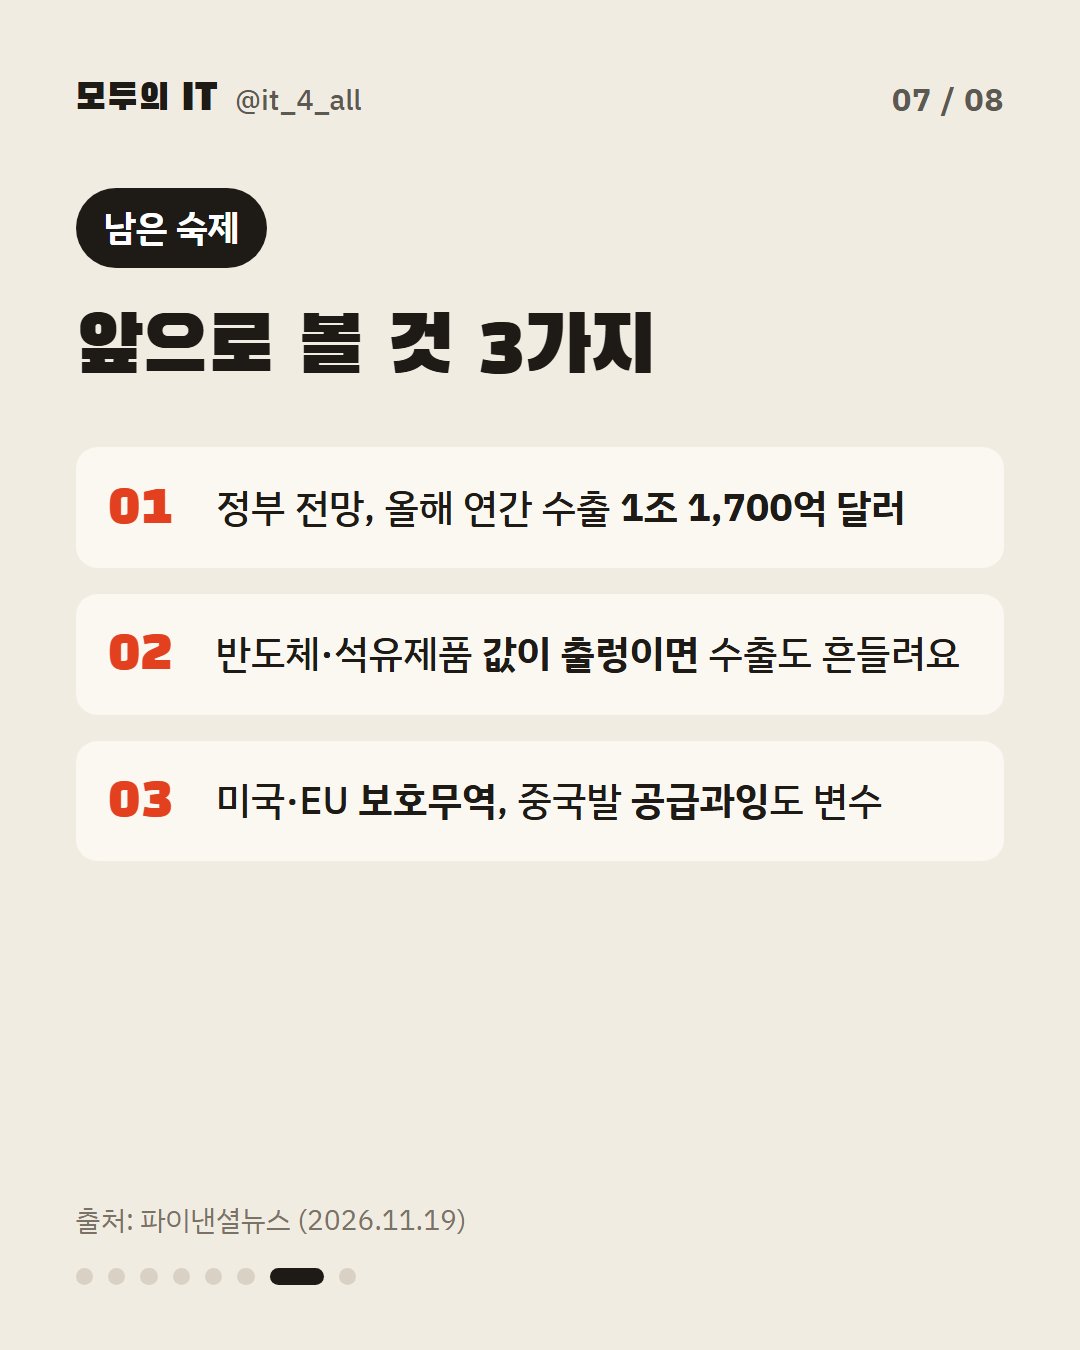 모두의 IT @it_4_all 07 / 08
남은 숙제
앞으로 볼 것 3가지
01 정부 전망, 올해 연간 수출 1조 1,700억 달러
02 반도체·석유제품 값이 출렁이면 수출도 흔들려요
03 미국·EU 보호무역, 중국발 공급과잉도 변수
출처: 파이낸셜뉴스 (2026.11.19)